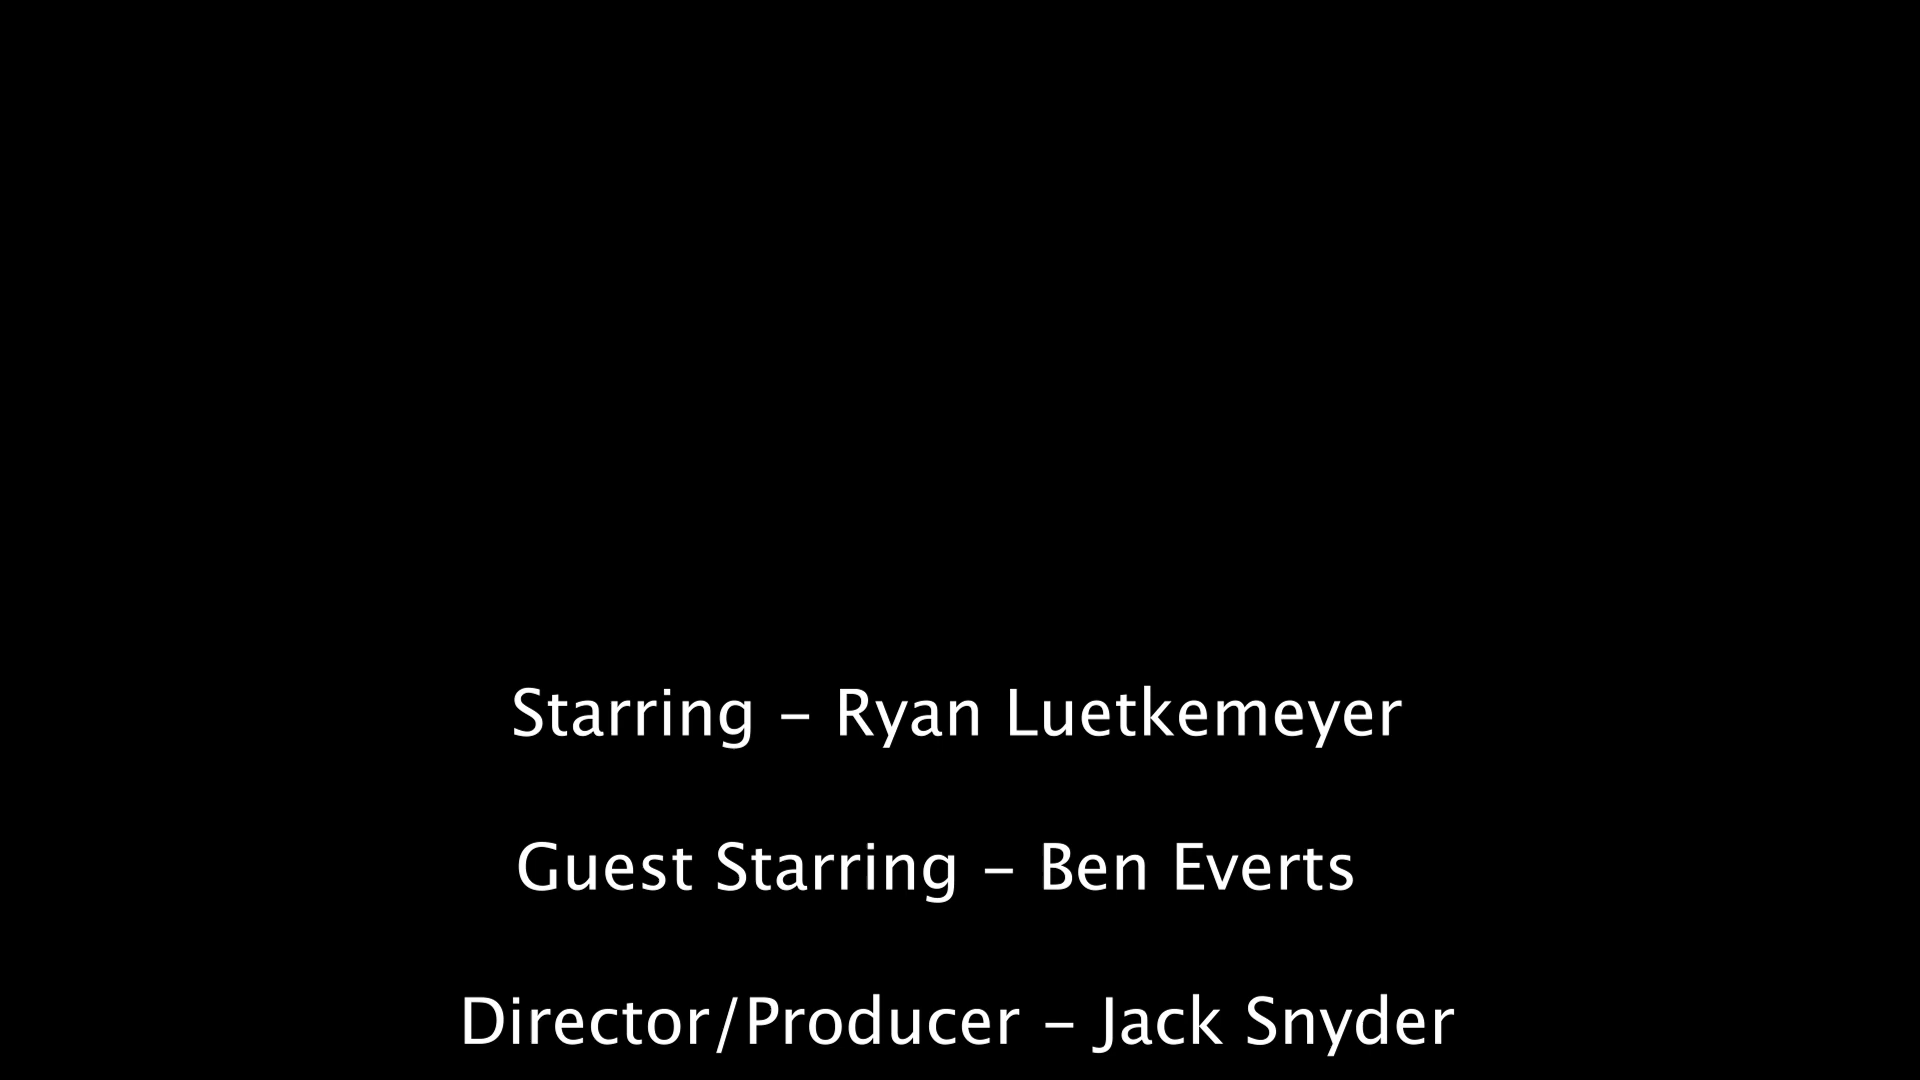 Starring - Ryan Luetkemeyer
Guest Starring - Ben Everts
Director/Producer - Jack Snyder